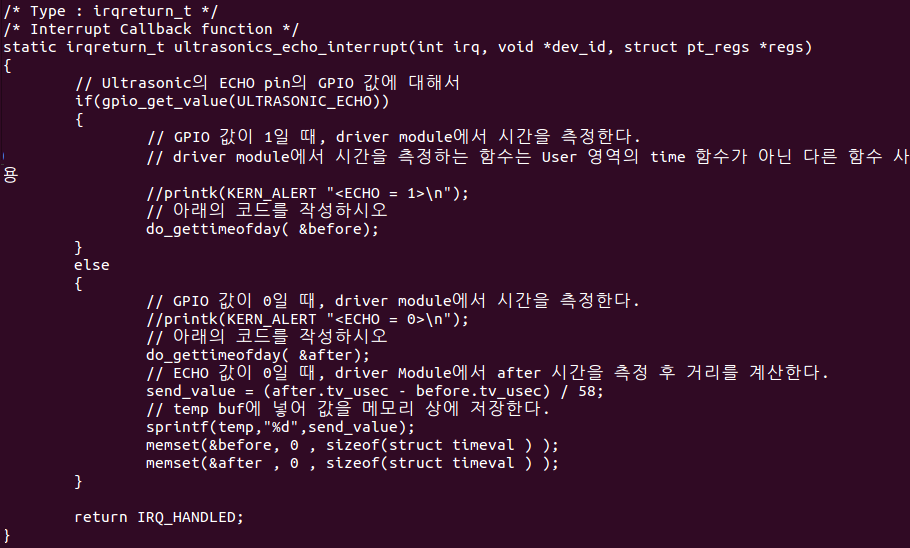 /* Type : irqreturn_t */
/* Interrupt Callback function */
static irqreturn_t ultrasonics_echo_interrupt(int irq, void *dev_id, struct pt_regs *regs)
{
        // Ultrasonic의 ECHO pin의 GPIO 값에 대해서
        if(gpio_get_value(ULTRASONIC_ECHO))
        {
                // GPIO 값이 1일 때, driver module에서 시간을 측정한다.
                // driver module에서 시간을 측정하는 함수는 User 영역의 time 함수가 아닌 다른 함수 사
용
                //printk(KERN_ALERT "<ECHO = 1>\n");
                // 아래의 코드를 작성하시오
                do_gettimeofday( &before);
        }
        else
        {
                // GPIO 값이 0일 때, driver module에서 시간을 측정한다.
                //printk(KERN_ALERT "<ECHO = 0>\n");
                // 아래의 코드를 작성하시오
                do_gettimeofday( &after);
                // ECHO 값이 0일 때, driver Module에서 after 시간을 측정 후 거리를 계산한다.
                send_value = (after.tv_usec - before.tv_usec) / 58;
                // temp buf에 넣어 값을 메모리 상에 저장한다.
                sprintf(temp,"%d",send_value);
                memset(&before, 0 , sizeof(struct timeval ) );
                memset(&after , 0 , sizeof(struct timeval ) );
        }

        return IRQ_HANDLED;
}